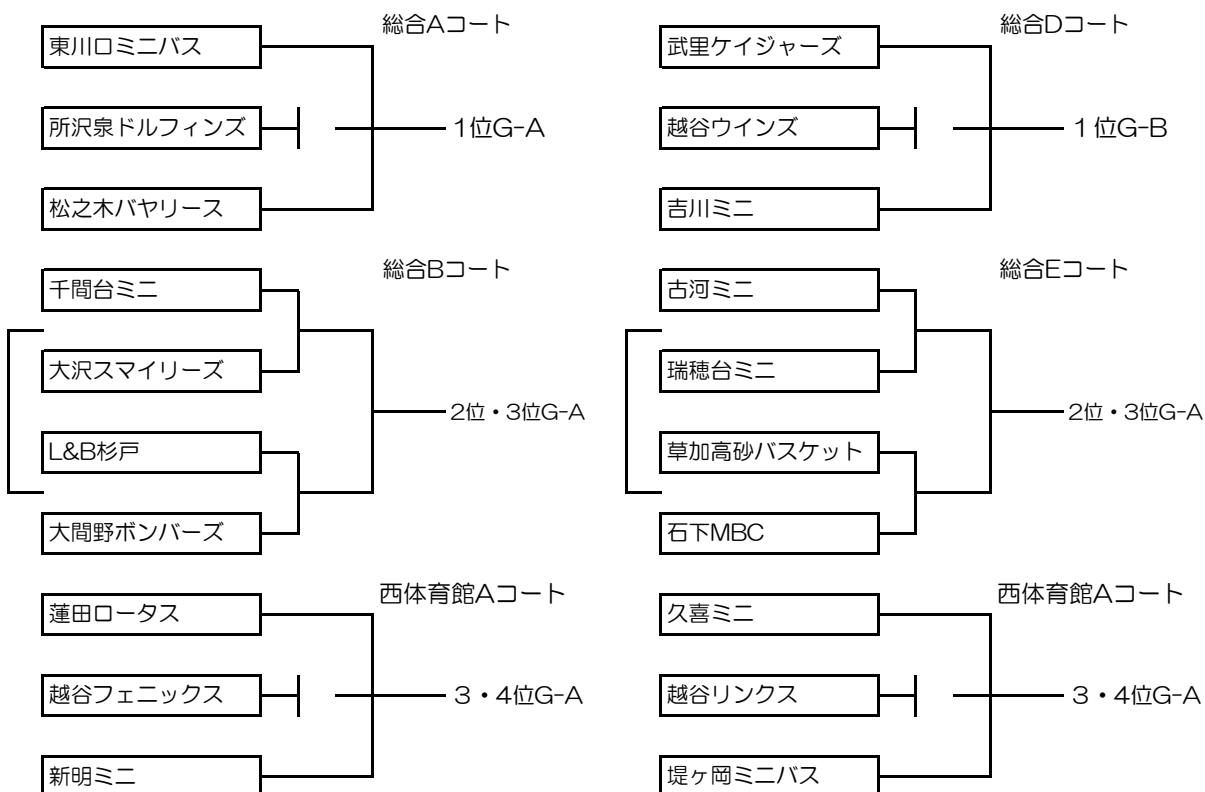 総合Aコート
東川口ミニバス
所沢泉ドルフィンズ
1位G-A
松之木バヤリース
総合Dコート
武里ケイジャーズ
越谷ウインズ
1位G-B
吉川ミニ
総合Bコート
千間台ミニ
大沢スマイリーズ
2位・3位G-A
L&B杉戸
大間野ボンバーズ
総合Eコート
古河ミニ
瑞穂台ミニ
2位・3位G-A
草加高砂バスケット
石下MBC
西体育館Aコート
蓮田ロータス
越谷フェニックス
3・4位G-A
新明ミニ
西体育館Aコート
久喜ミニ
越谷リンクス
3・4位G-A
堤ヶ岡ミニバス